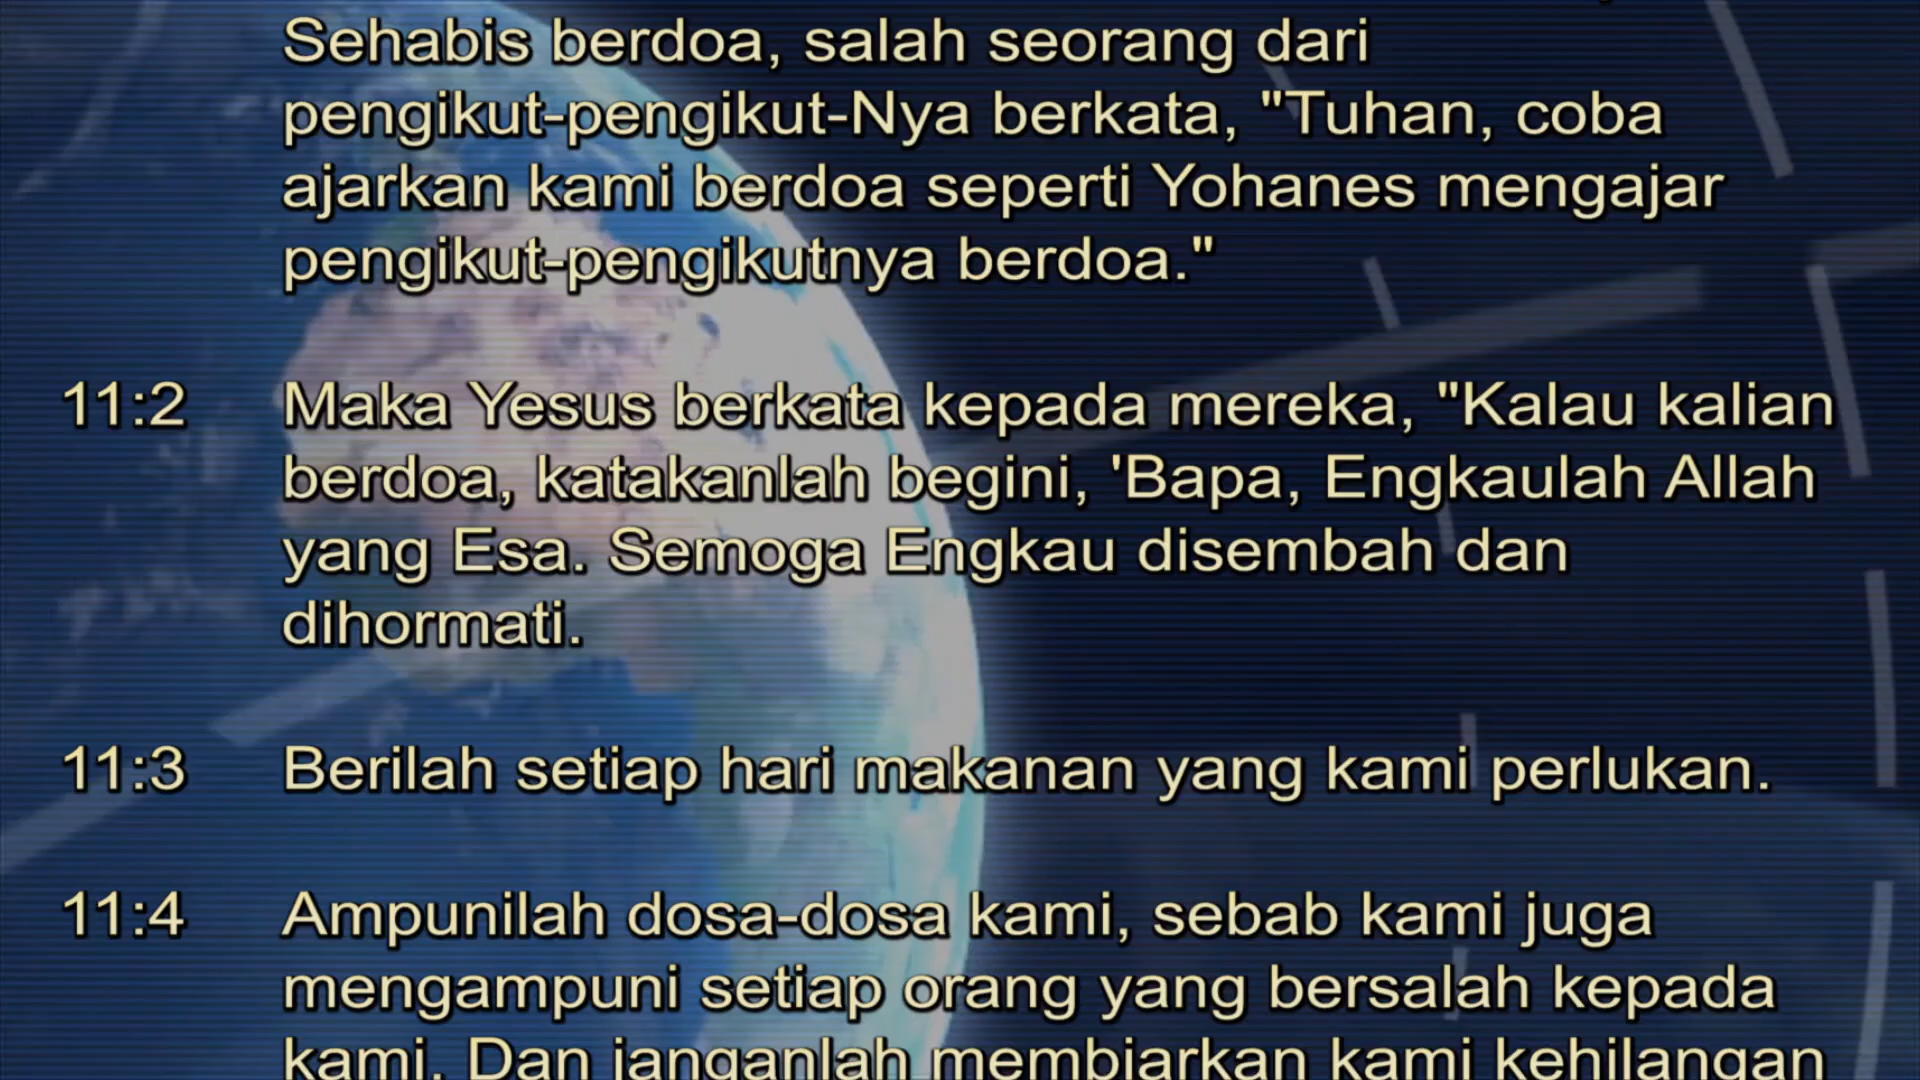 Sehabis berdoa, salah seorang dari
pengikut-pengikut-Nya berkata, "Tuhan, coba
ajarkan kami berdoa seperti Yohanes mengajar
pengikut-pengikutnya berdoa."
11:2 Maka Yesus berkata kepada mereka, "Kalau kalian
berdoa, katakanlah begini, 'Bapa, Engkaulah Allah
yang Esa. Semoga Engkau disembah dan
dihormati.
11:3 Berilah setiap hari makanan yang kami perlukan.
11:4 Ampunilah dosa-dosa kami, sebab kami juga
mengampuni setiap orang yang bersalah kepada
kami. Dan janganlah membiarkan kami kehilangan